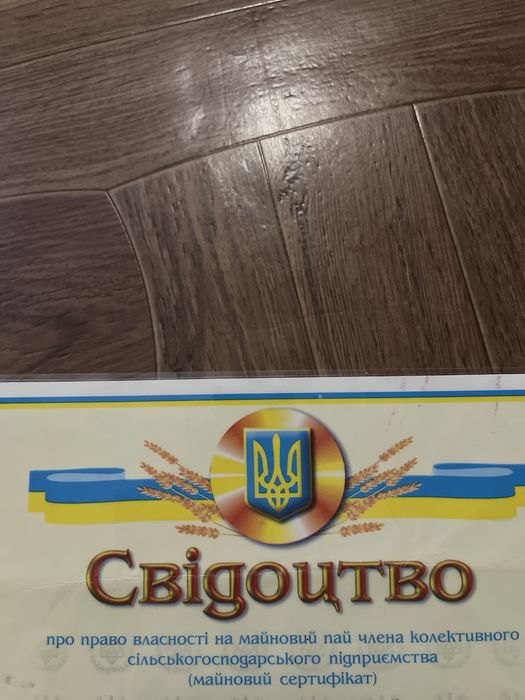 Свідоцтво
про право власності на майновий пай члена колективного
сільськогосподарського підприємства
(майновий сертифікат)